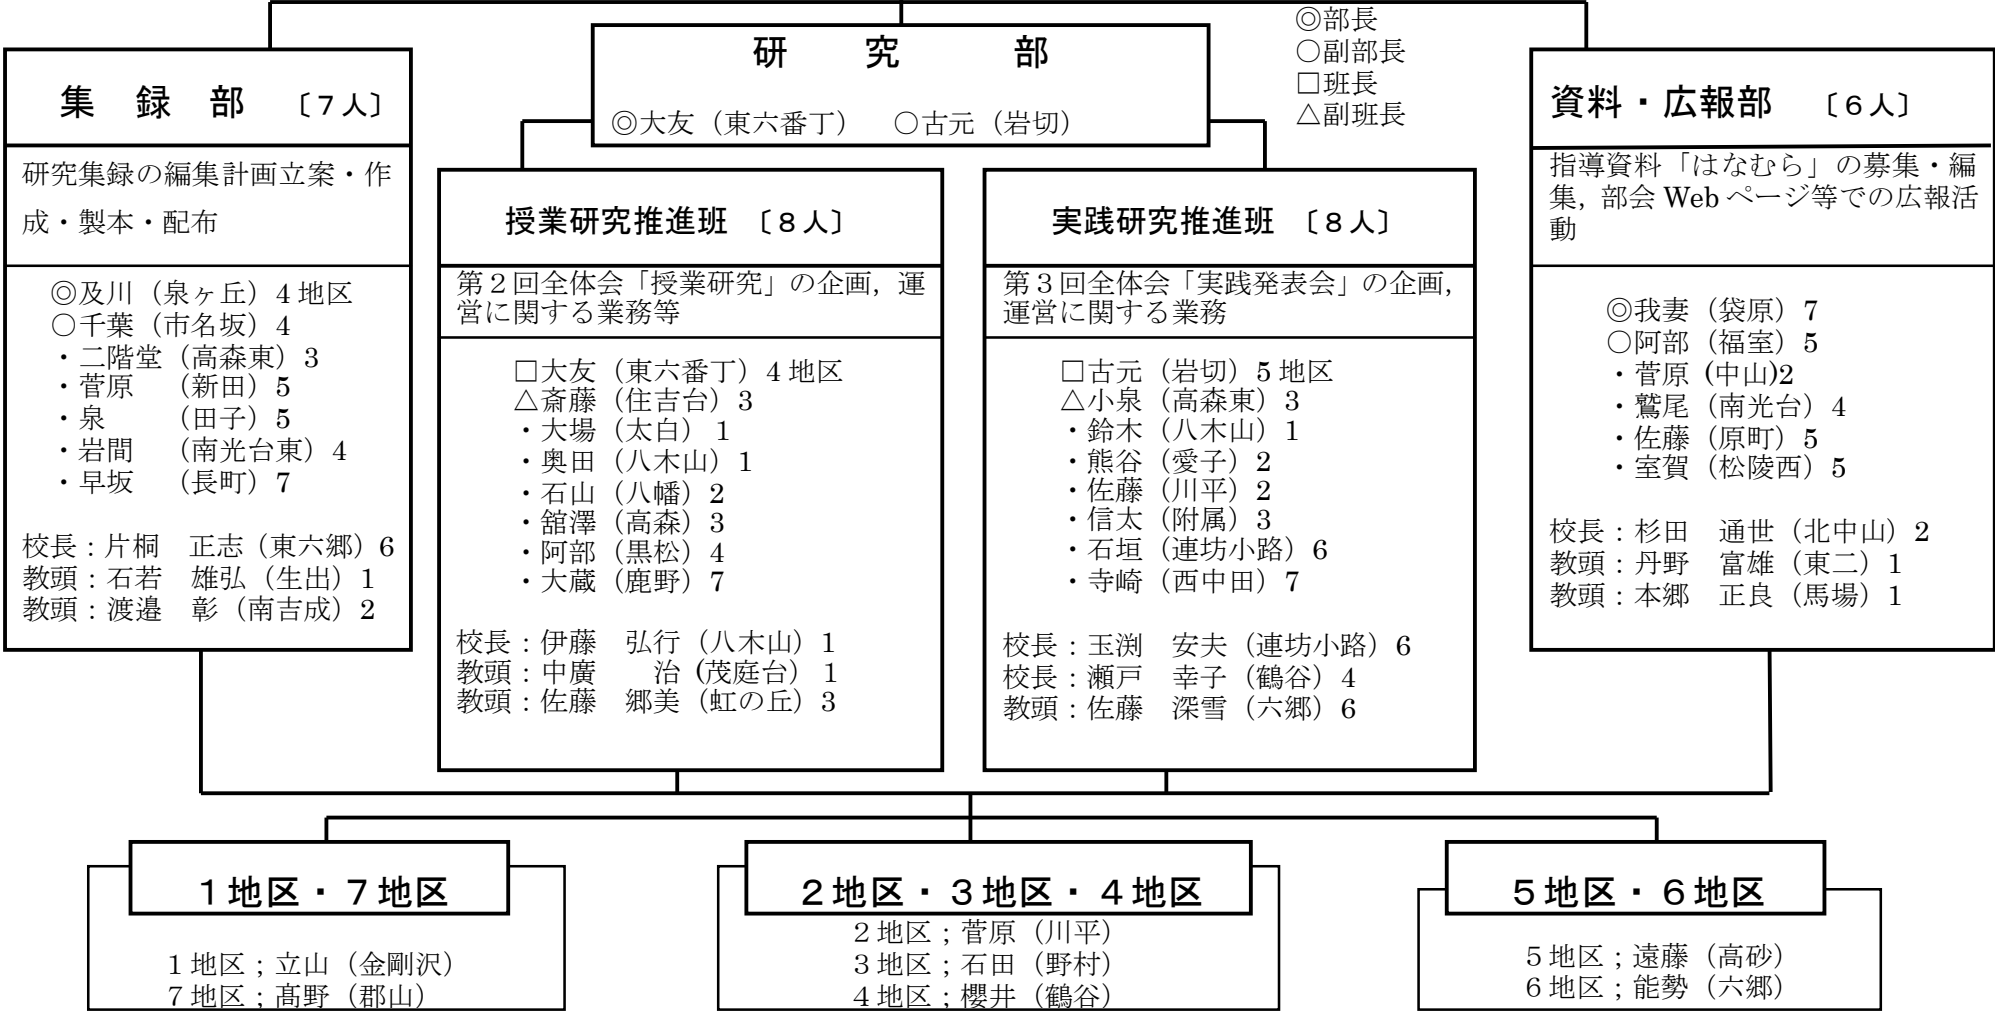 ◎部長
○副部長
□班長
△副班長
研　究　部
◎大友（東六番丁）　○古元（岩切）
集　録　部　〔７人〕
研究集録の編集計画立案・作
成・製本・配布
◎及川（泉ヶ丘）4 地区
○千葉（市名坂）4
・二階堂（高森東）3
・菅原　（新田）5
・泉　　（田子）5
・岩間　（南光台東）4
・早坂　（長町）7
校長：片桐　正志（東六郷）6
教頭：石若　雄弘（生出）1
教頭：渡邉　彰（南吉成）2
授業研究推進班　〔８人〕
第２回全体会「授業研究」の企画，運
営に関する業務等
□大友（東六番丁）4 地区
△斎藤（住吉台）3
・大場（太白）1
・奥田（八木山）1
・石山（八幡）2
・舘澤（高森）3
・阿部（黒松）4
・大蔵（鹿野）7
校長：伊藤　弘行（八木山）1
教頭：中廣　　治（茂庭台）1
教頭：佐藤　郷美（虹の丘）3
実践研究推進班　〔８人〕
第３回全体会「実践発表会」の企画，
運営に関する業務
□古元（岩切）5 地区
△小泉（高森東）3
・鈴木（八木山）1
・熊谷（愛子）2
・佐藤（川平）2
・信太（附属）3
・石垣（連坊小路）6
・寺崎（西中田）7
校長：玉渕　安夫（連坊小路）6
校長：瀬戸　幸子（鶴谷）4
教頭：佐藤　深雪（六郷）6
資料・広報部　〔６人〕
指導資料「はなむら」の募集・編
集，部会 Web ページ等での広報活
動
◎我妻（袋原）7
○阿部（福室）5
・菅原（中山)2
・鷲尾（南光台）4
・佐藤（原町）5
・室賀（松陵西）5
校長：杉田　通世（北中山）2
教頭：丹野　富雄（東二）1
教頭：本郷　正良（馬場）1
１地区・７地区
１地区；立山（金剛沢）
７地区；髙野（郡山）
２地区・３地区・４地区
２地区；菅原（川平）
３地区；石田（野村）
４地区；櫻井（鶴谷）
５地区・６地区
５地区；遠藤（高砂）
６地区；能勢（六郷）